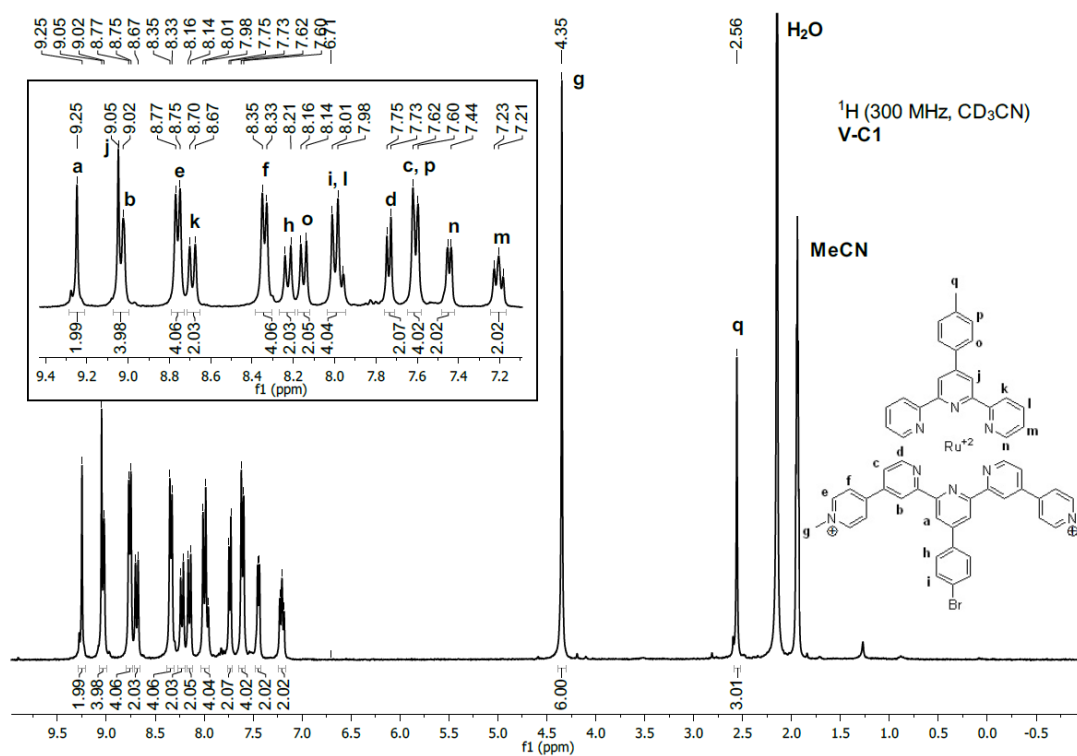 9.25 9.05 9.02 8.77 8.75 8.67 8.35 8.33 8.16 8.14 8.01 7.98 7.75 7.73 7.62 7.60 6.71
4.35
2.56
H₂O
g
¹H (300 MHz, CD₃CN)
V-C1
9.25 9.05 9.02 8.77 8.75 8.70 8.67 8.35 8.33 8.21 8.16 8.14 8.01 7.98 7.75 7.73 7.62 7.60 7.44 7.23 7.21
a j b e k f h o i, l d c, p n m
1.99 3.98 4.06 2.03 4.06 2.03 2.05 4.04 2.07 4.02 2.02 2.02
9.4 9.2 9.0 8.8 8.6 8.4 8.2 8.0 7.8 7.6 7.4 7.2
f1 (ppm)
MeCN
q
q
p
o
j
k
l
N N N
m
n
Ru⁺²
d
c
N N N
f
e
b
a
g
N⊕
N⊕
h
i
Br
1.99 3.98 4.06 2.03 4.06 2.03 2.05 4.04 2.07 4.02 2.02 2.02
6.00
3.01
9.5 9.0 8.5 8.0 7.5 7.0 6.5 6.0 5.5 5.0 4.5 4.0 3.5 3.0 2.5 2.0 1.5 1.0 0.5 0.0 -0.5
f1 (ppm)